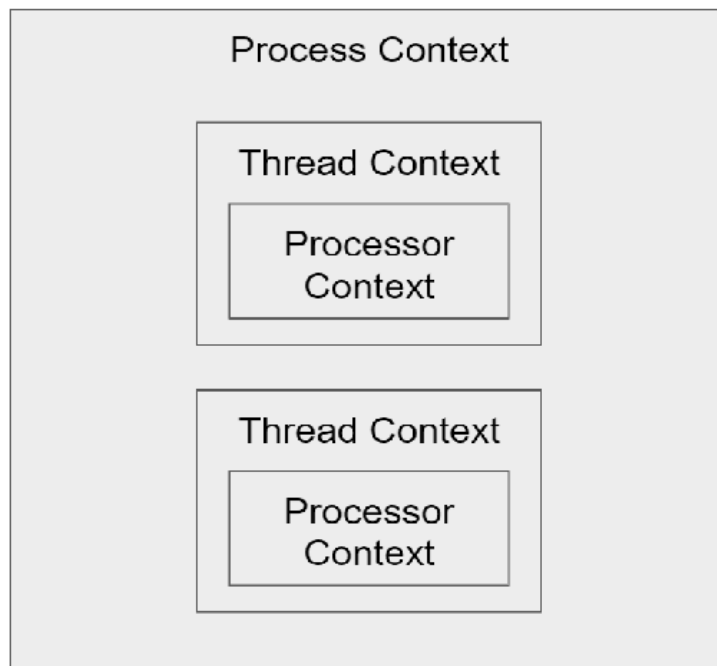 Process Context
Thread Context
Processor
Context
Thread Context
Processor
Context